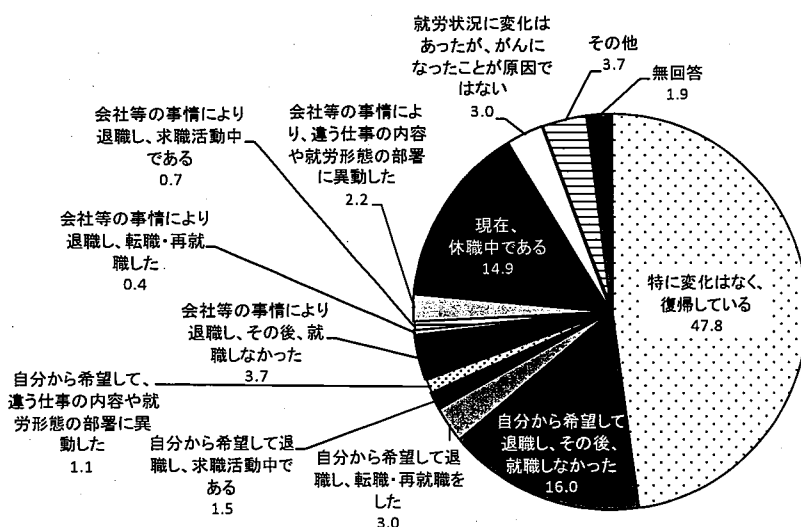 就労状況に変化は
あったが、がんに
なったことが原因で
はない
3.0
その他
3.7
無回答
1.9
会社等の事情により
退職し、求職活動中
である
0.7
会社等の事情によ
り、違う仕事の内容
や就労形態の部署
に異動した
2.2
会社等の事情により
退職し、転職・再就
職した
0.4
現在、
休職中である
14.9
特に変化はなく、
復帰している
47.8
会社等の事情により
退職し、その後、就
職しなかった
3.7
自分から希望して、
違う仕事の内容や就
労形態の部署に異
動した
1.1
自分から希望して退
職し、求職活動中で
ある
1.5
自分から希望して退
職し、転職・再就職を
した
3.0
自分から希望して
退職し、その後、
就職しなかった
16.0